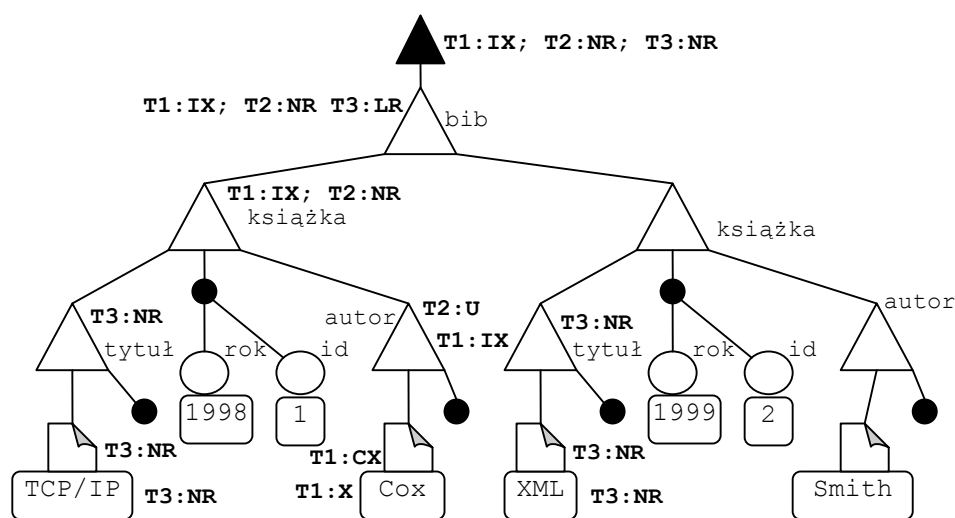 T1:IX; T2:NR; T3:NR
T1:IX; T2:NR T3:LR
bib
T1:IX; T2:NR
książka
książka
T3:NR
tytuł
rok
id
autor
T2:U
T1:IX
T3:NR
tytuł
rok
id
autor
1998
1
1999
2
T3:NR
T1:CX
T3:NR
TCP/IP
T3:NR
T1:X
Cox
XML
T3:NR
Smith